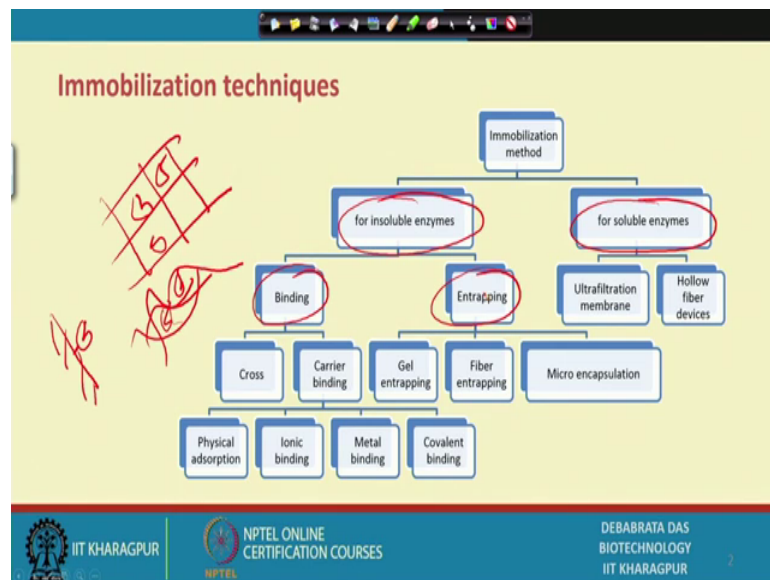 Immobilization techniques
Immobilization
method
for insoluble enzymes
for soluble enzymes
Binding
Entrapping
Ultrafiltration
membrane
Hollow
fiber
devices
Cross
Carrier
binding
Gel
entrapping
Fiber
entrapping
Micro encapsulation
Physical
adsorption
Ionic
binding
Metal
binding
Covalent
binding
IIT KHARAGPUR
NPTEL
NPTEL ONLINE
CERTIFICATION COURSES
DEBABRATA DAS
BIOTECHNOLOGY
IIT KHARAGPUR
2